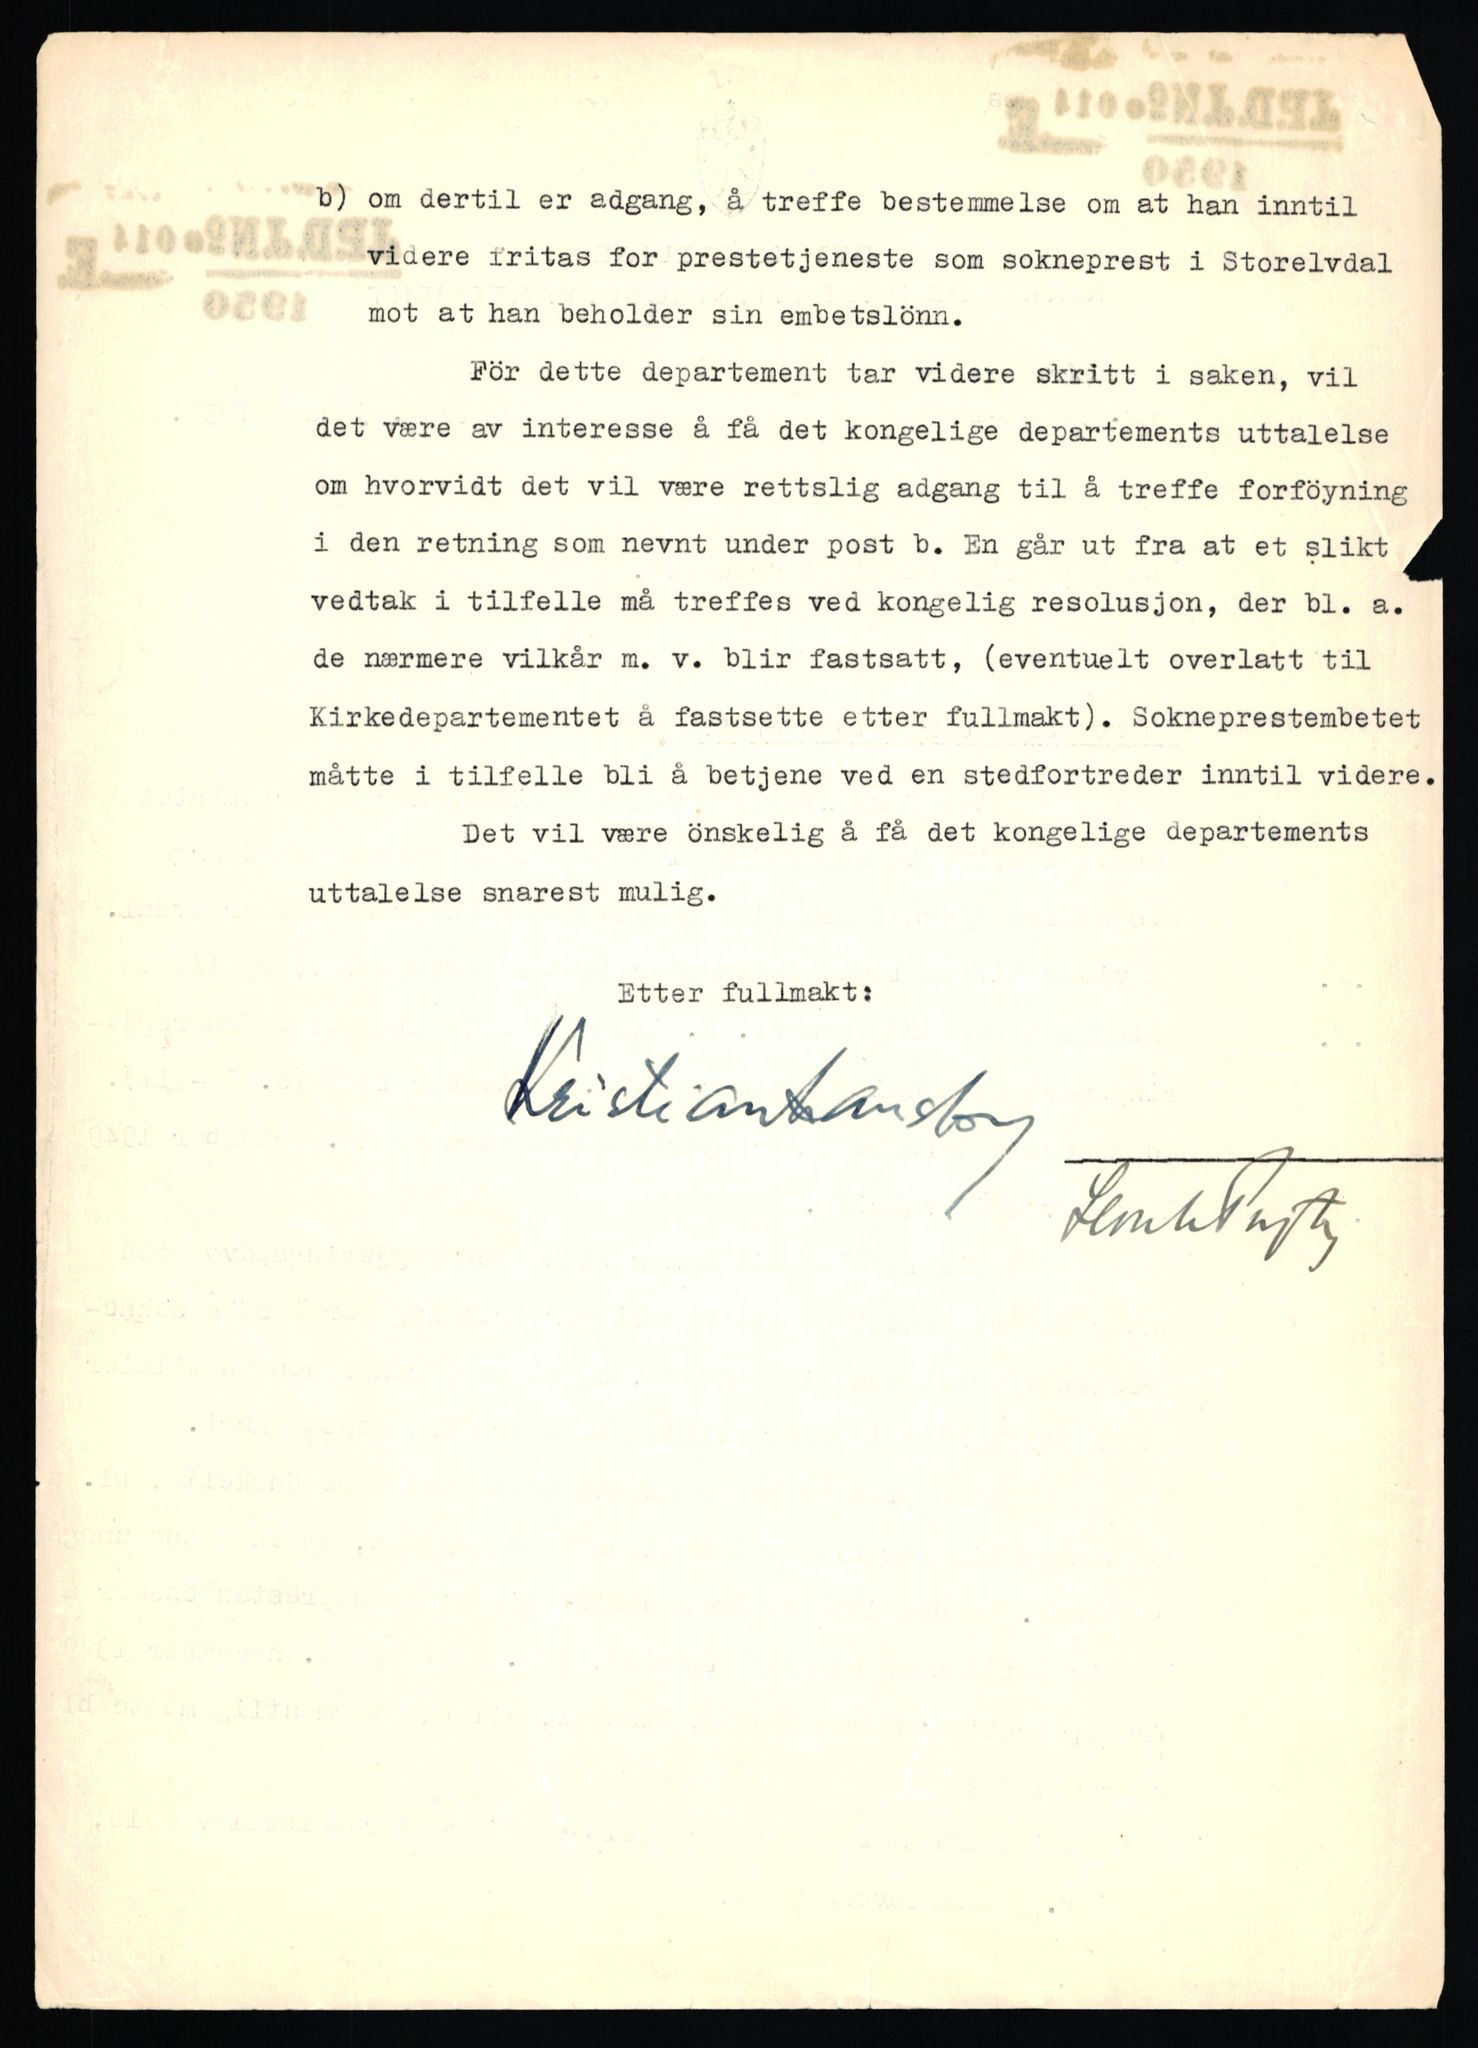 b) om dertil er adgang, å treffe bestemmelse om at han inntil
videre fritas for prestetjeneste som sokneprest i Storelvdal
mot at han beholder sin embetslönn.
För dette departement tar videre skritt i saken, vil
det være av interesse å få det kongelige departements uttalelse
om hvorvidt det vil være rettslig adgang til å treffe forföyning
i den retning som nevnt under post b. En går ut fra at et slikt
vedtak i tilfelle må treffes ved kongelig resolusjon, der bl. a.
de nærmere vilkår m. v. blir fastsatt, (eventuelt overlatt til
Kirkedepartementet å fastsette etter fullmakt). Sokneprestembetet
måtte i tilfelle bli å betjene ved en stedfortreder inntil videre.
Det vil være önskelig å få det kongelige departements
uttalelse snarest mulig.
Etter fullmakt:
Kristian Hansson